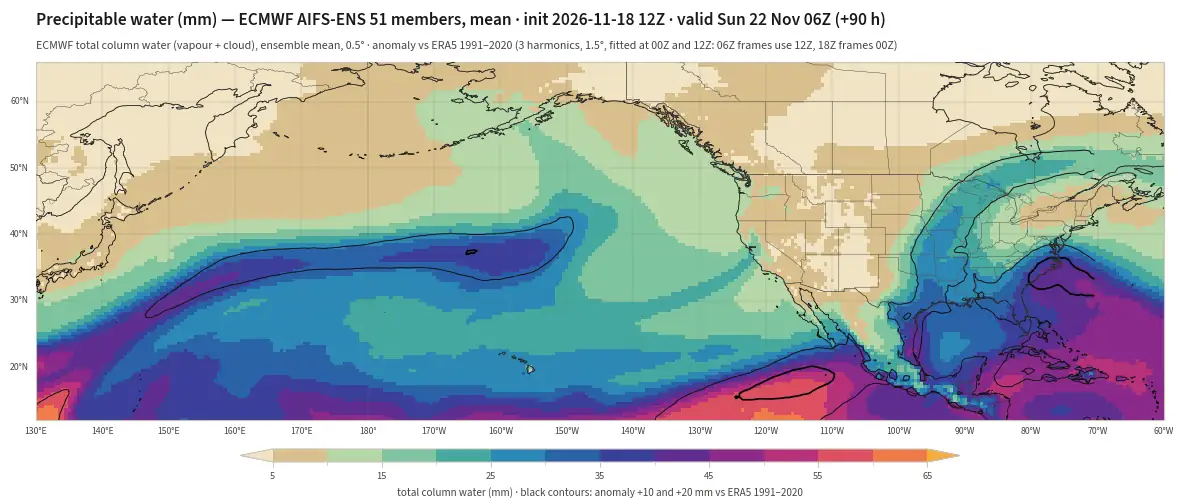 Precipitable water (mm) — ECMWF AIFS-ENS 51 members, mean · init 2026-11-18 12Z · valid Sun 22 Nov 06Z (+90 h)
ECMWF total column water (vapour + cloud), ensemble mean, 0.5° · anomaly vs ERA5 1991–2020 (3 harmonics, 1.5°, fitted at 00Z and 12Z: 06Z frames use 12Z, 18Z frames 00Z)
60°N
50°N
40°N
30°N
20°N
130°E 140°E 150°E 160°E 170°E 180° 170°W 160°W 150°W 140°W 130°W 120°W 110°W 100°W 90°W 80°W 70°W 60°W
5 15 25 35 45 55 65
total column water (mm) · black contours: anomaly +10 and +20 mm vs ERA5 1991–2020